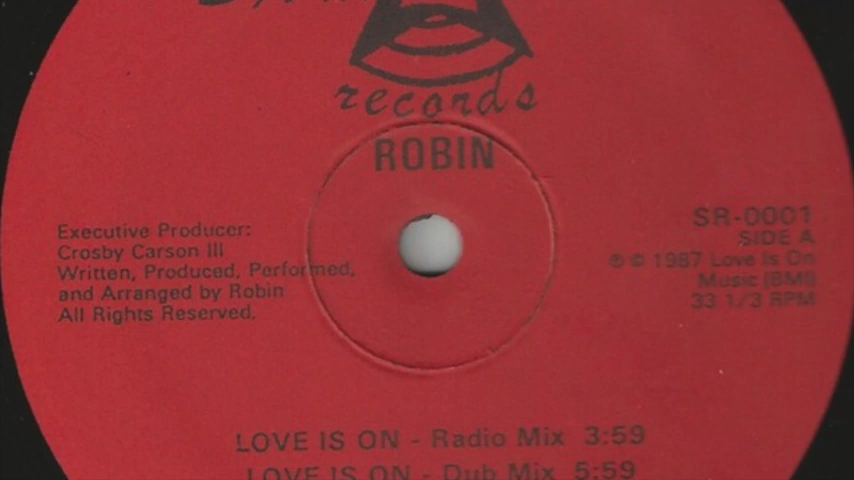 records
ROBIN
Executive Producer:
Crosby Carson III
Written, Produced, Performed,
and Arranged by Robin
All Rights Reserved.
SR-0001
SIDE A
℗ © 1987 Love Is On
Music (BMI)
33 1/3 RPM
LOVE IS ON - Radio Mix 3:59
LOVE IS ON - Dub Mix 5:59